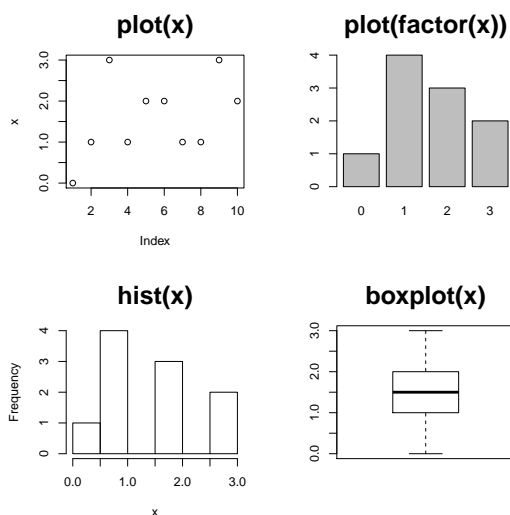 plot(x)
x
0.0 1.0 2.0 3.0
2 4 6 8 10
Index
plot(factor(x))
0 1 2 3 4
0 1 2 3
hist(x)
Frequency
0 1 2 3 4
0.0 1.0 2.0 3.0
x
boxplot(x)
0.0 1.0 2.0 3.0